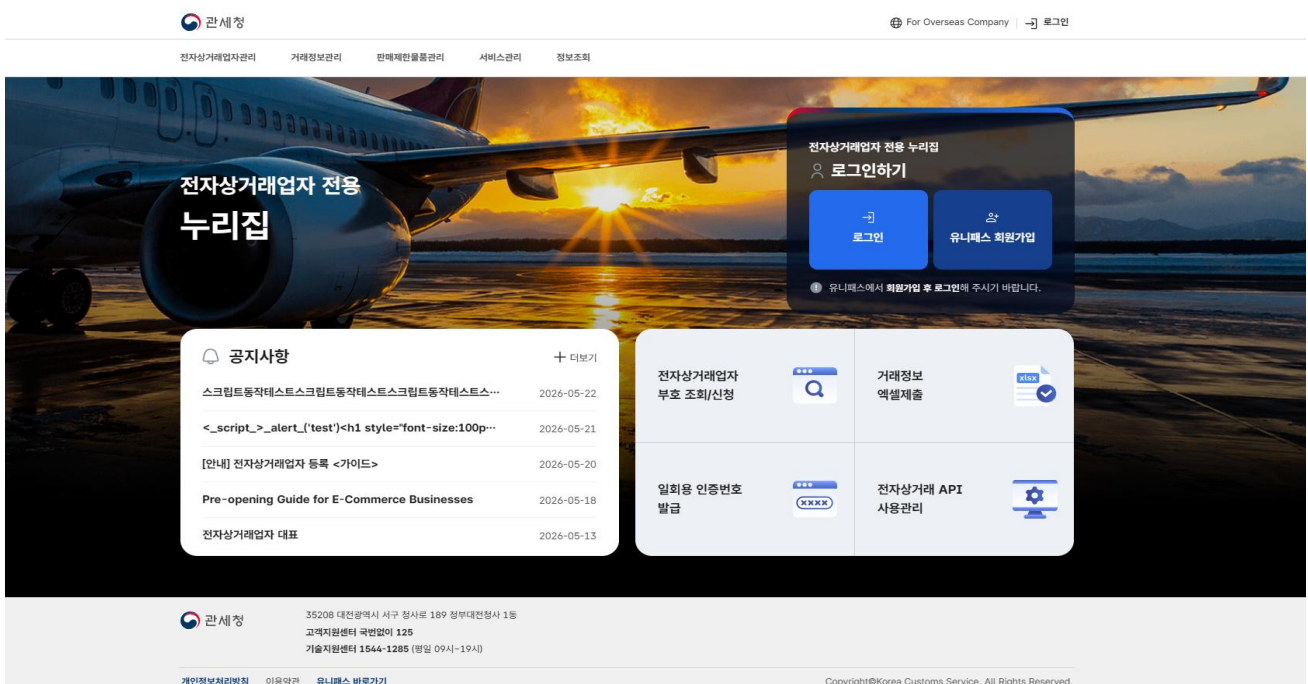 관세청
For Overseas Company
로그인
전자상거래업자관리 거래정보관리 판매제한물품관리 서비스관리 정보조회
전자상거래업자 전용
누리집
전자상거래업자 전용 누리집
로그인하기
로그인
유니패스 회원가입
유니패스에서 회원가입 후 로그인해 주시기 바랍니다.
공지사항
더보기
스크립트동작테스트스크립트동작테스트스크립트동작테스트스… 2026-05-22
<_script_>_alert_('test')<h1 style="font-size:100p… 2026-05-21
[안내] 전자상거래업자 등록 <가이드> 2026-05-20
Pre-opening Guide for E-Commerce Businesses 2026-05-18
전자상거래업자 대표 2026-05-13
전자상거래업자
부호 조회/신청
거래정보
엑셀제출
xlsx
일회용 인증번호
발급
(xxxx)
전자상거래 API
사용관리
관세청
35208 대전광역시 서구 청사로 189 정부대전청사 1동
고객지원센터 국번없이 125
기술지원센터 1544-1285 (평일 09시~19시)
개인정보처리방침 이용약관 유니패스 바로가기
Copyright@Korea Customs Service. All Rights Reserved.